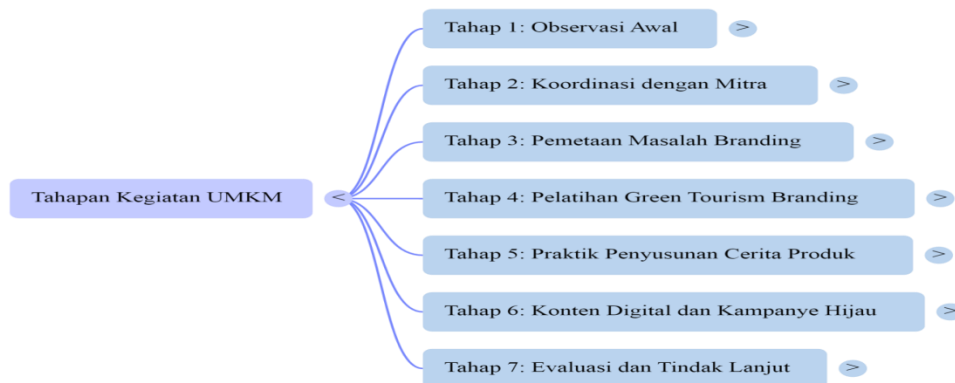 Tahap 1: Observasi Awal >
Tahap 2: Koordinasi dengan Mitra >
Tahap 3: Pemetaan Masalah Branding >
Tahapan Kegiatan UMKM <
Tahap 4: Pelatihan Green Tourism Branding >
Tahap 5: Praktik Penyusunan Cerita Produk >
Tahap 6: Konten Digital dan Kampanye Hijau >
Tahap 7: Evaluasi dan Tindak Lanjut >